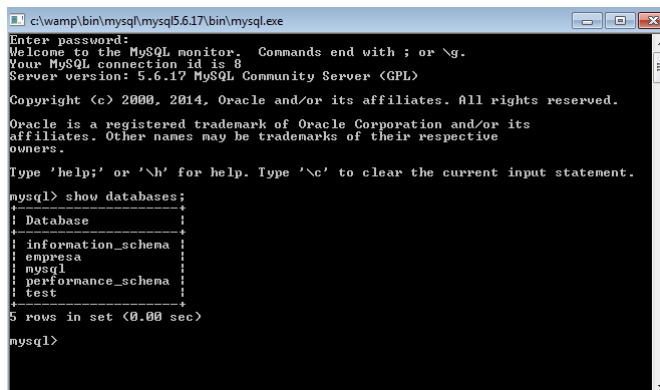 c:\wamp\bin\mysql\mysql5.6.17\bin\mysql.exe
Enter password:
Welcome to the MySQL monitor.  Commands end with ; or \g.
Your MySQL connection id is 8
Server version: 5.6.17 MySQL Community Server (GPL)
Copyright (c) 2000, 2014, Oracle and/or its affiliates. All rights reserved.
Oracle is a registered trademark of Oracle Corporation and/or its
affiliates. Other names may be trademarks of their respective
owners.
Type 'help;' or '\h' for help. Type '\c' to clear the current input statement.
mysql> show databases;
+--------------------+
| Database           |
+--------------------+
| information_schema |
| empresa            |
| mysql              |
| performance_schema |
| test               |
+--------------------+
5 rows in set (0.00 sec)
mysql>